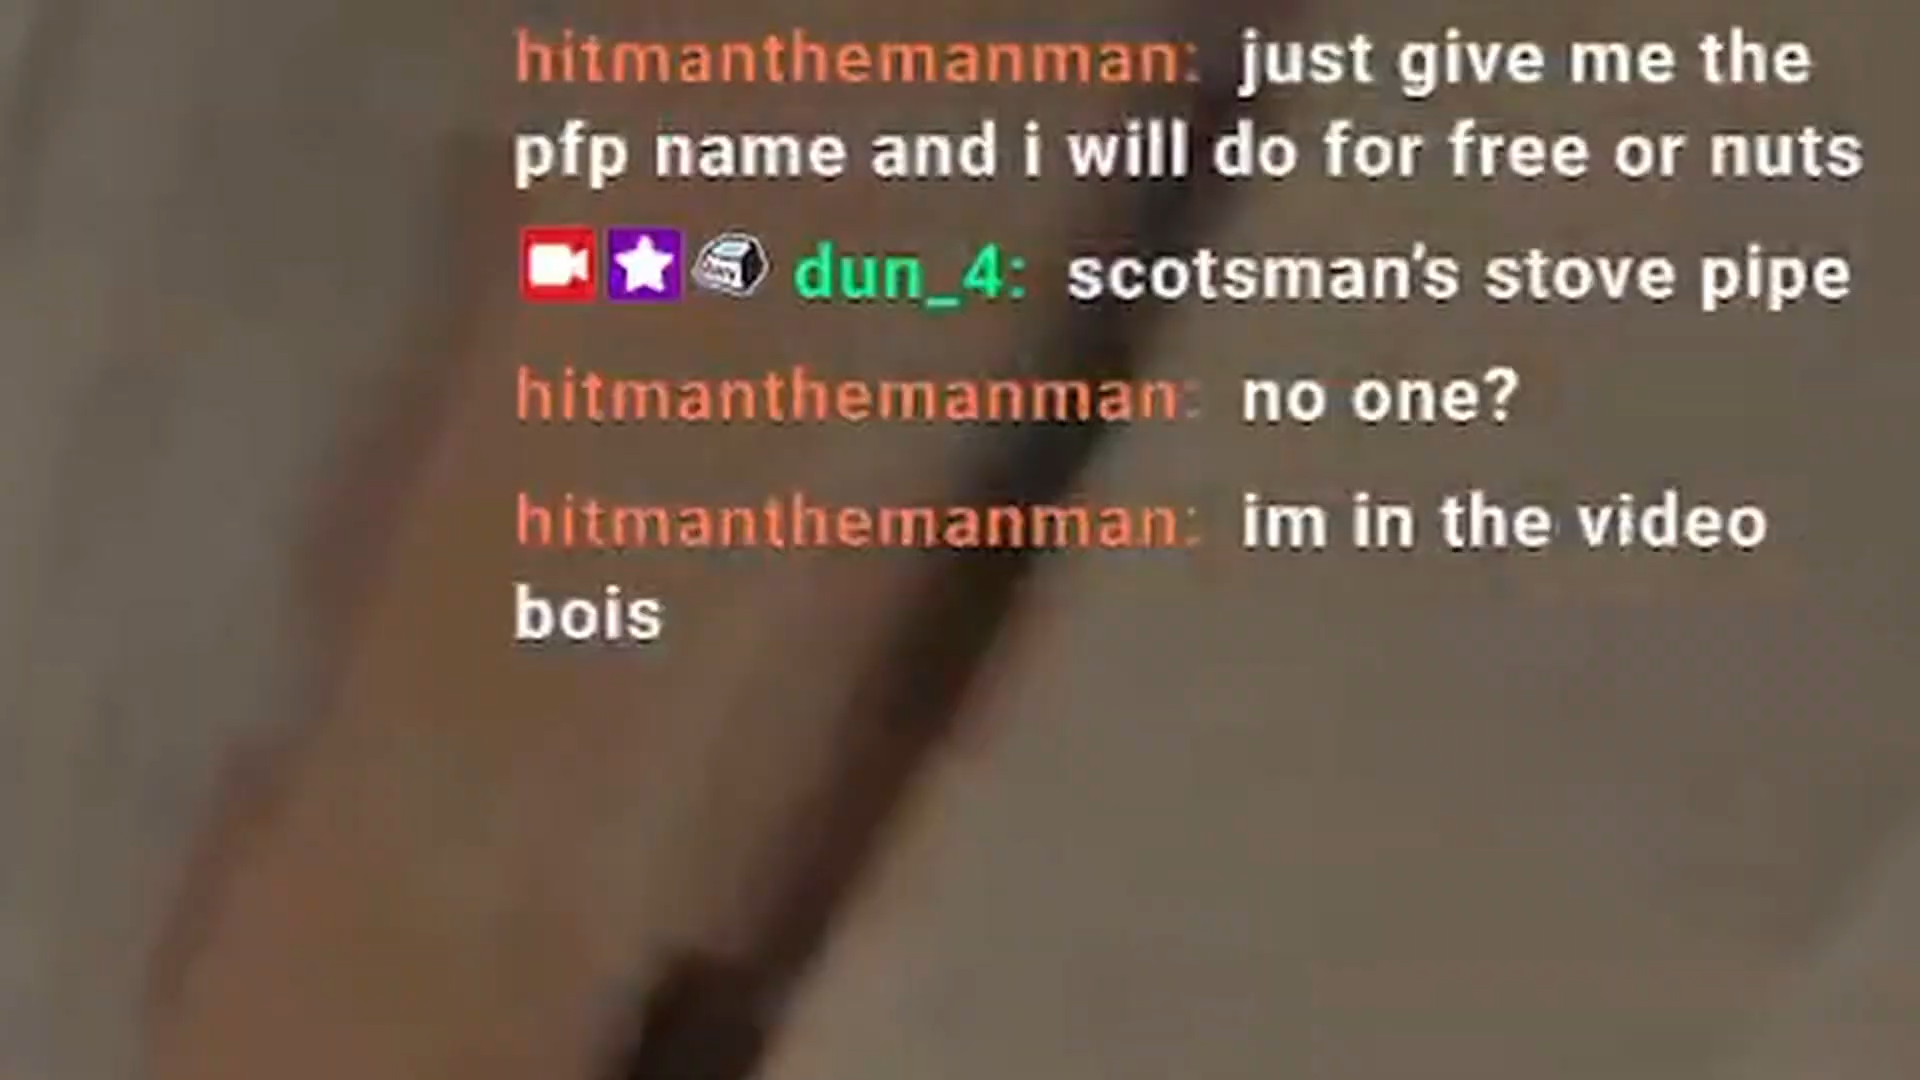 hitmanthemanman: just give me the
pfp name and i will do for free or nuts
dun_4: scotsman's stove pipe
hitmanthemanman: no one?
hitmanthemanman: im in the video
bois